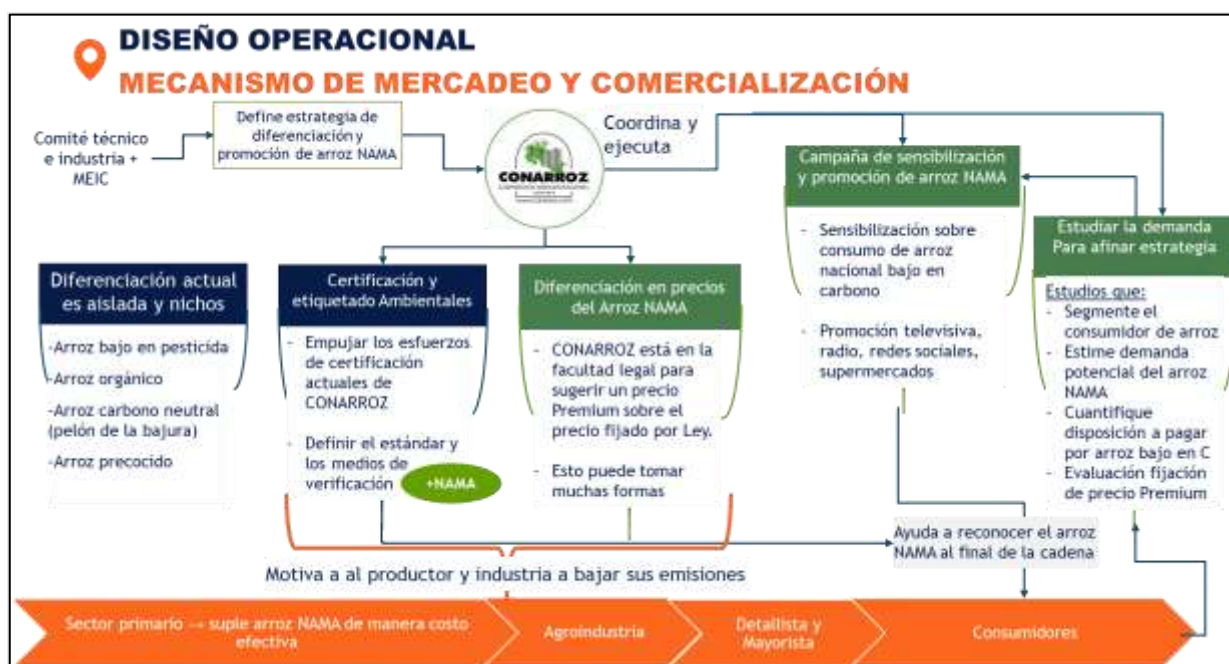 DISEÑO OPERACIONAL
MECANISMO DE MERCADEO Y COMERCIALIZACIÓN
Comité técnico
e industria +
MEIC
Define estrategia de
diferenciación y
promoción de arroz NAMA
CONARROZ
Coordina y
ejecuta
Campaña de sensibilización
y promoción de arroz NAMA
- Sensibilización sobre
consumo de arroz
nacional bajo en
carbono
- Promoción televisiva,
radio, redes sociales,
supermercados
Estudiar la demanda
Para afinar estrategia
Estudios que:
- Segmente el
consumidor de arroz
- Estime demanda
potencial del arroz
NAMA
- Cuantifique
disposición a pagar
por arroz bajo en C
- Evaluación fijación
de precio Premium
Diferenciación actual
es aislada y nichos
-Arroz bajo en pesticida
-Arroz orgánico
-Arroz carbono neutral
(pelón de la bajura)
-Arroz precocido
Certificación y
etiquetado Ambientales
- Empujar los esfuerzos
de certificación
actuales de
CONARROZ
- Definir el estándar y
los medios de
verificación
+NAMA
Diferenciación en precios
del Arroz NAMA
- CONARROZ está en la
facultad legal para
sugerir un precio
Premium sobre el
precio fijado por Ley.
- Esto puede tomar
muchas formas
Ayuda a reconocer el arroz
NAMA al final de la cadena
Motiva a al productor y industria a bajar sus emisiones
Sector primario → suple arroz NAMA de manera costo
efectiva
Agroindustria
Detallista y
Mayorista
Consumidores